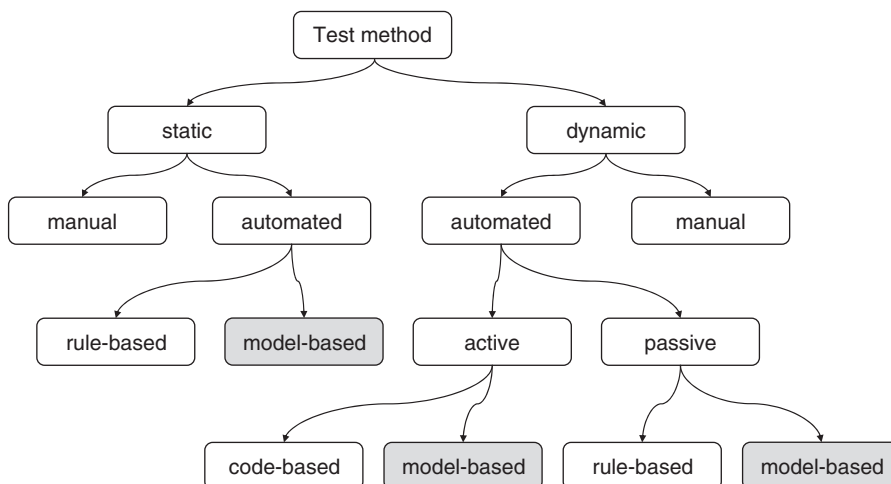 Test method
static
dynamic
manual
automated
automated
manual
rule-based
model-based
active
passive
code-based
model-based
rule-based
model-based